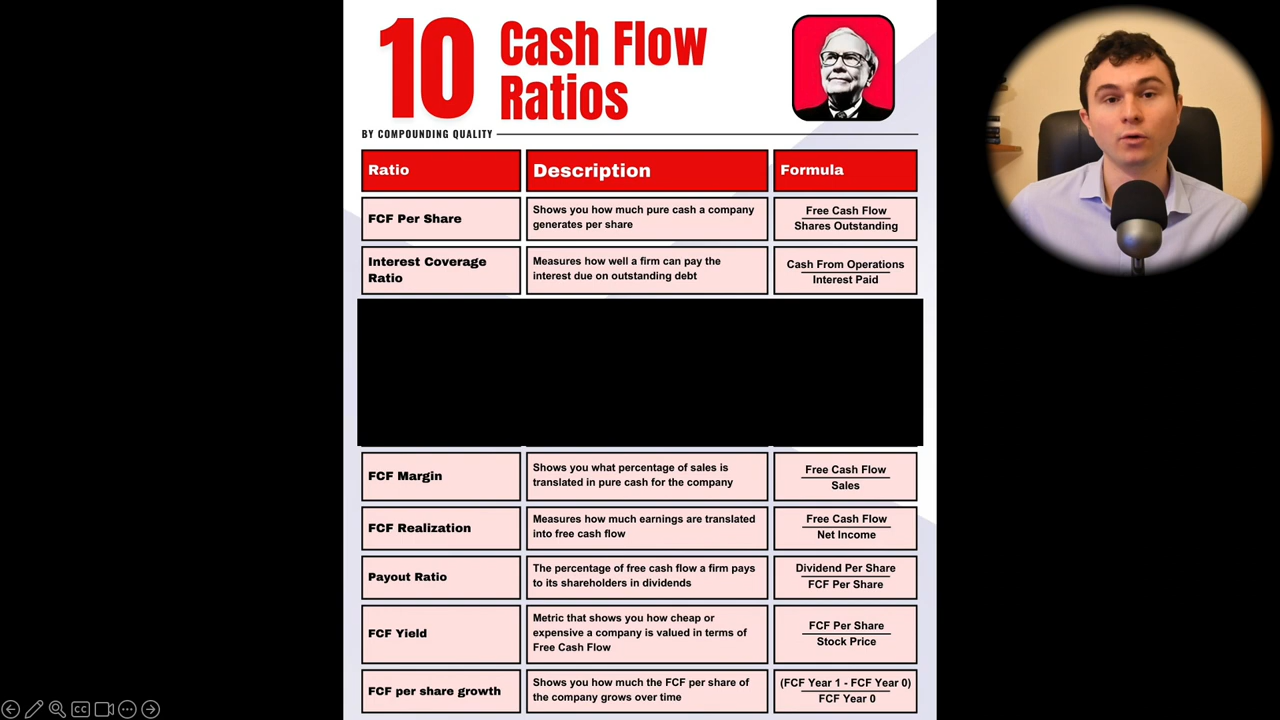 10
Cash Flow
Ratios
BY COMPOUNDING QUALITY
Ratio
Description
Formula
FCF Per Share
Shows you how much pure cash a company
generates per share
Free Cash Flow
Shares Outstanding
Interest Coverage
Ratio
Measures how well a firm can pay the
interest due on outstanding debt
Cash From Operations
Interest Paid
FCF Margin
Shows you what percentage of sales is
translated in pure cash for the company
Free Cash Flow
Sales
FCF Realization
Measures how much earnings are translated
into free cash flow
Free Cash Flow
Net Income
Payout Ratio
The percentage of free cash flow a firm pays
to its shareholders in dividends
Dividend Per Share
FCF Per Share
FCF Yield
Metric that shows you how cheap or
expensive a company is valued in terms of
Free Cash Flow
FCF Per Share
Stock Price
FCF per share growth
Shows you how much the FCF per share of
the company grows over time
(FCF Year 1 - FCF Year 0)
FCF Year 0
CC